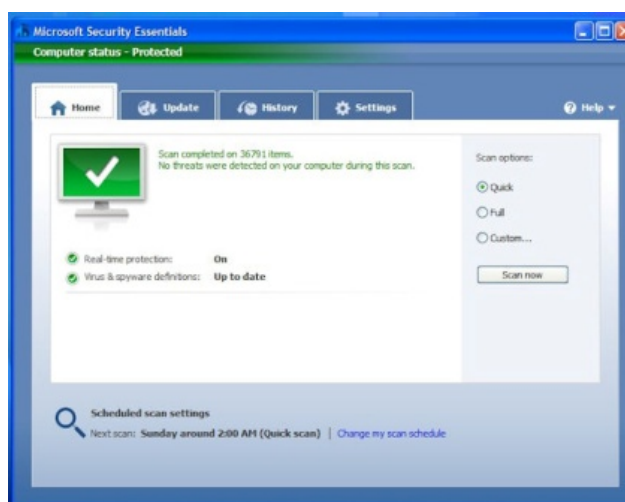 Microsoft Security Essentials
Computer status - Protected
Home
Update
History
Settings
Help
Scan completed on 36791 items.
No threats were detected on your computer during this scan.
Real-time protection: On
Virus & spyware definitions: Up to date
Scan options:
Quick
Full
Custom...
Scan now
Scheduled scan settings
Next scan: Sunday around 2:00 AM (Quick scan) | Change my scan schedule